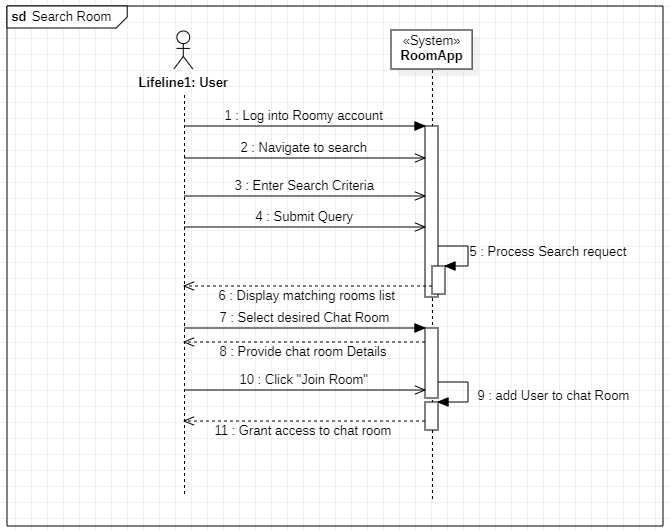 sd Search Room
«System»
RoomApp
Lifeline1: User
1 : Log into Roomy account
2 : Navigate to search
3 : Enter Search Criteria
4 : Submit Query
5 : Process Search request
6 : Display matching rooms list
7 : Select desired Chat Room
8 : Provide chat room Details
10 : Click "Join Room"
9 : add User to chat Room
11 : Grant access to chat room